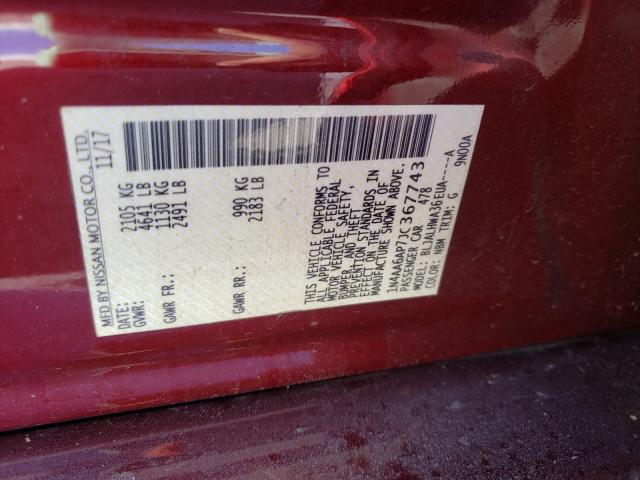 MFD BY NISSAN MOTOR CO., LTD.
DATE: 11/17
GVWR: 2105 KG
4641 LB
GAWR FR.: 1130 KG
2491 LB
GAWR RR.: 990 KG
2183 LB
THIS VEHICLE CONFORMS TO
ALL APPLICABLE FEDERAL
MOTOR VEHICLE SAFETY,
BUMPER, AND THEFT
PREVENTION STANDARDS IN
EFFECT ON THE DATE OF
MANUFACTURE SHOWN ABOVE.
1N4AA6AP7JC367743
PASSENGER CAR 478
MODEL: BLJALHWA36EUA----A
COLOR: NBM TRIM: G 9N00A